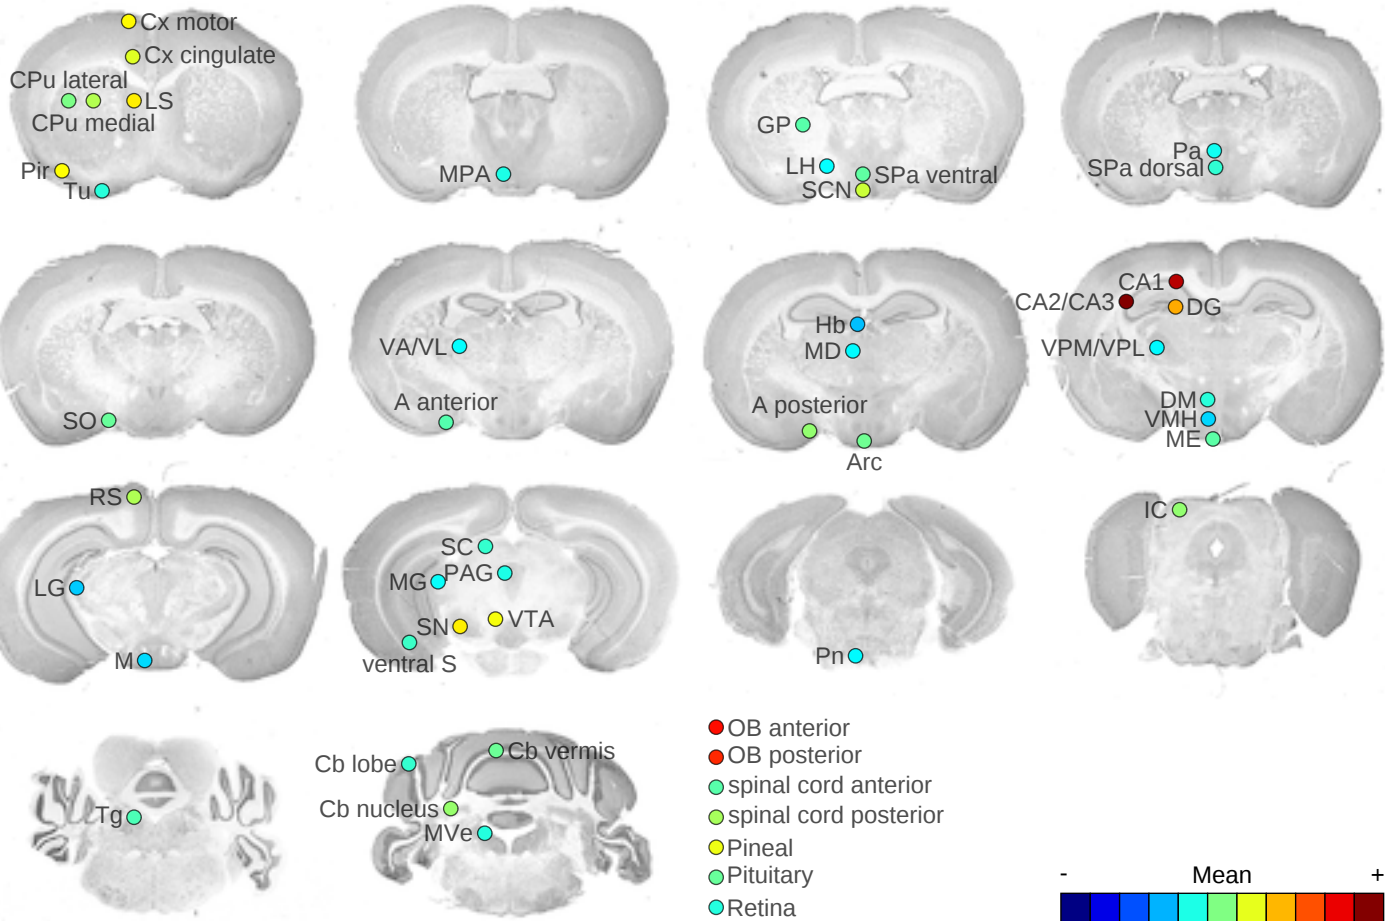 Cx motor
Cx cingulate
CPu lateral
LS
CPu medial
Pir
Tu
MPA
GP
LH
SPa ventral
SCN
Pa
SPa dorsal
SO
VA/VL
A anterior
Hb
MD
A posterior
Arc
CA1
CA2/CA3
DG
VPM/VPL
DM
VMH
ME
RS
LG
M
SC
MG
PAG
SN
VTA
ventral S
Pn
IC
Tg
Cb lobe
Cb vermis
Cb nucleus
MVe
OB anterior
OB posterior
spinal cord anterior
spinal cord posterior
Pineal
Pituitary
Retina
- Mean +